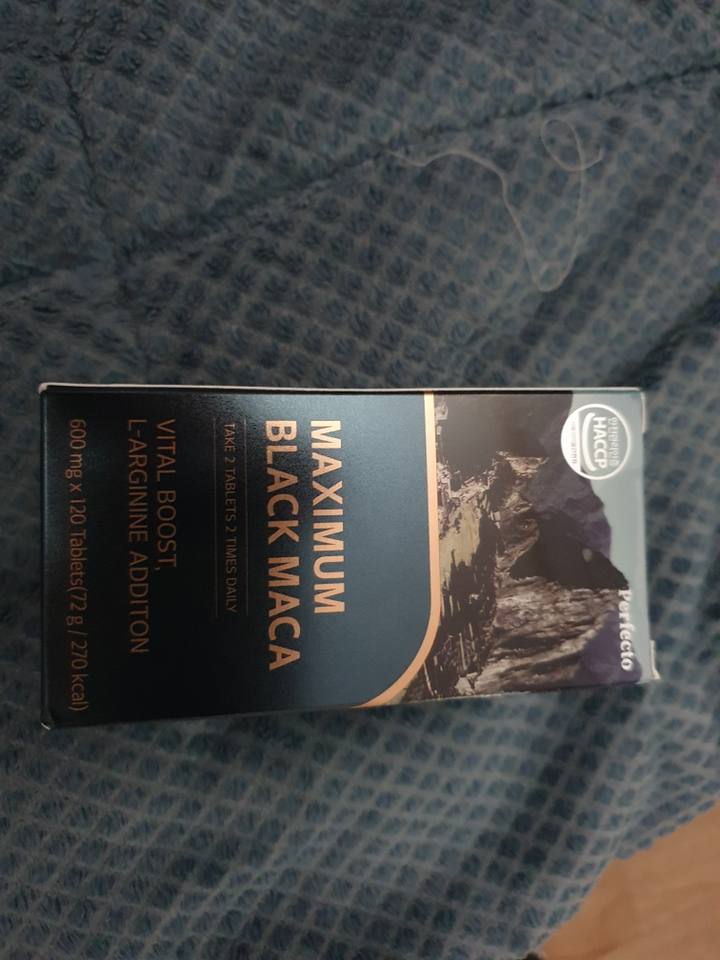 Perfecto
HACCP
MAXIMUM
BLACK MACA
TAKE 2 TABLETS 2 TIMES DAILY
VITAL BOOST,
L-ARGININE ADDITON
600 mg x 120 Tablets(72 g / 270 kcal)